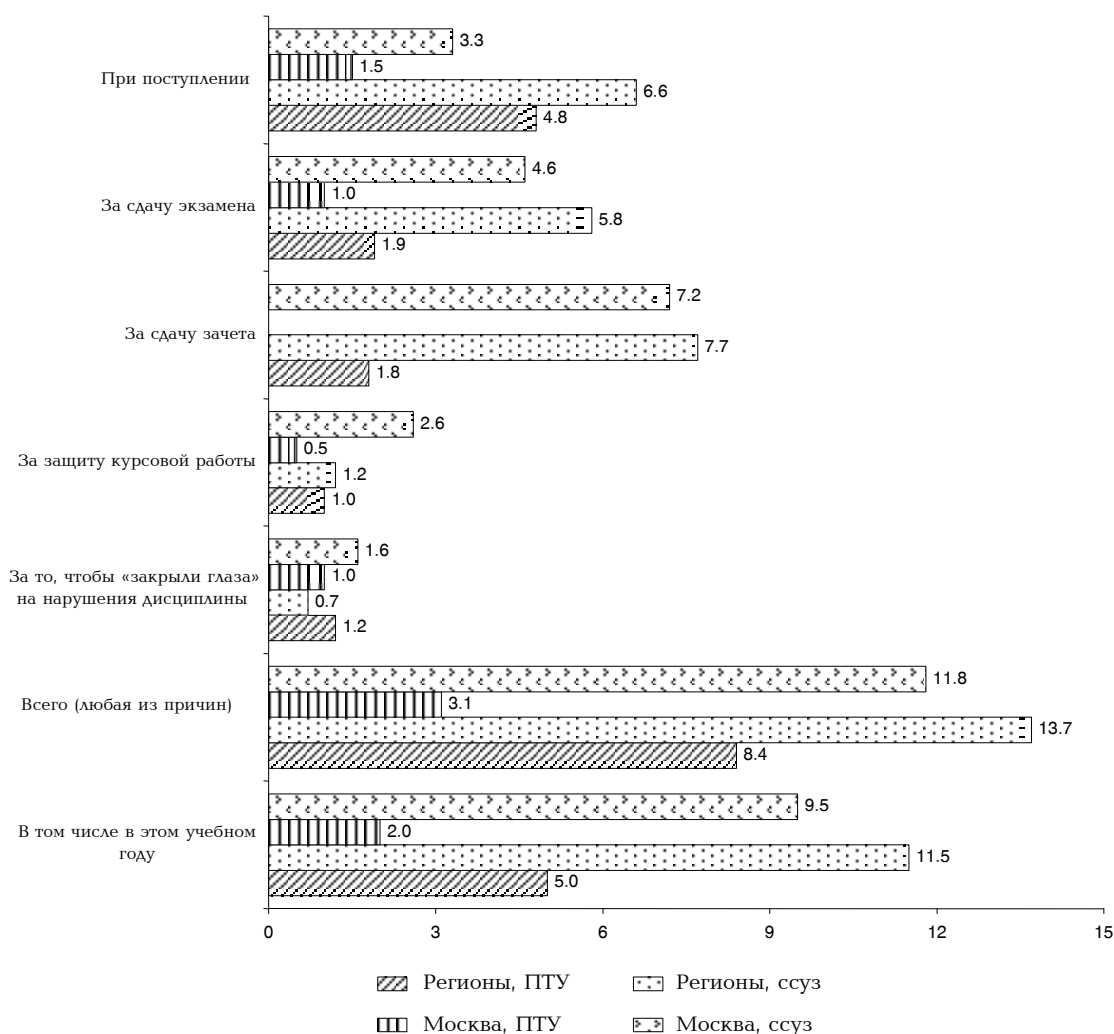 3.3
1.5
При поступлении
6.6
4.8
4.6
1.0
За сдачу экзамена
5.8
1.9
7.2
За сдачу зачета
7.7
1.8
2.6
0.5
За защиту курсовой работы
1.2
1.0
1.6
За то, чтобы «закрыли глаза»
на нарушения дисциплины
1.0
0.7
1.2
11.8
3.1
Всего (любая из причин)
13.7
8.4
9.5
2.0
В том числе в этом учебном
году
11.5
5.0
0 3 6 9 12 15
Регионы, ПТУ Регионы, ссуз
Москва, ПТУ Москва, ссуз